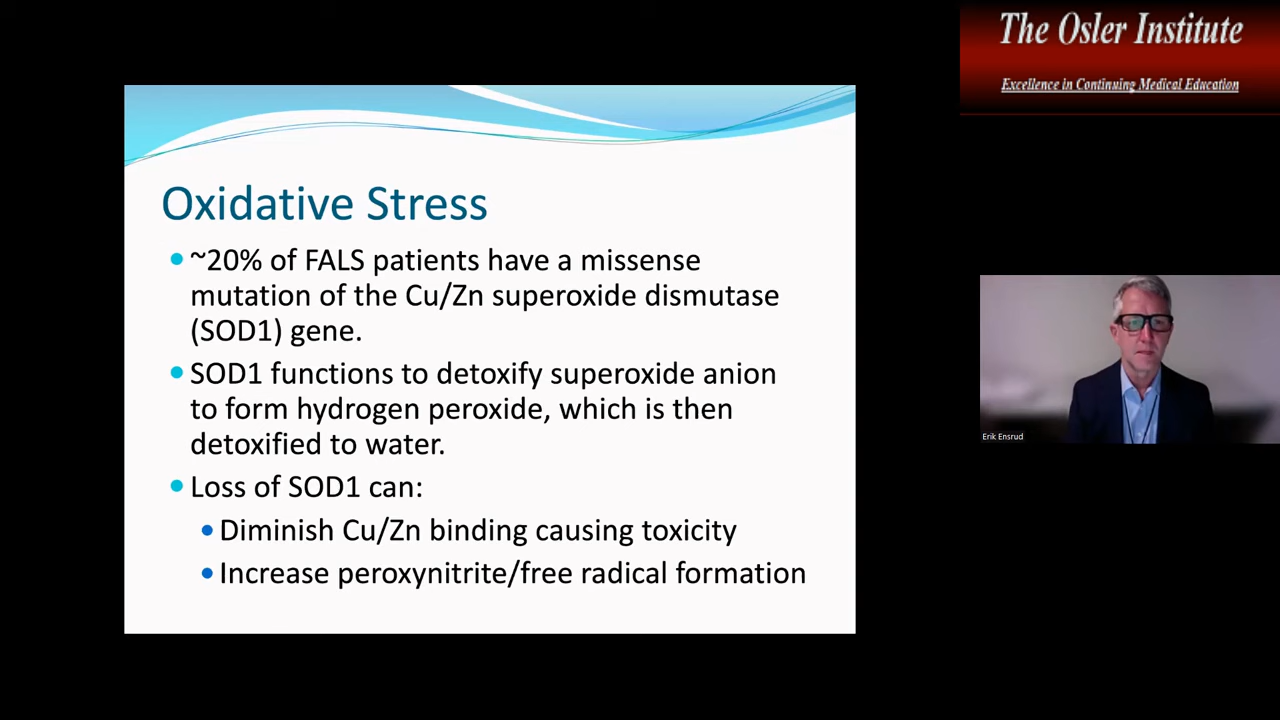 The Osler Institute
Excellence in Continuing Medical Education
Oxidative Stress
• ~20% of FALS patients have a missense
mutation of the Cu/Zn superoxide dismutase
(SOD1) gene.
• SOD1 functions to detoxify superoxide anion
to form hydrogen peroxide, which is then
detoxified to water.
• Loss of SOD1 can:
• Diminish Cu/Zn binding causing toxicity
• Increase peroxynitrite/free radical formation
Erik Ensrud